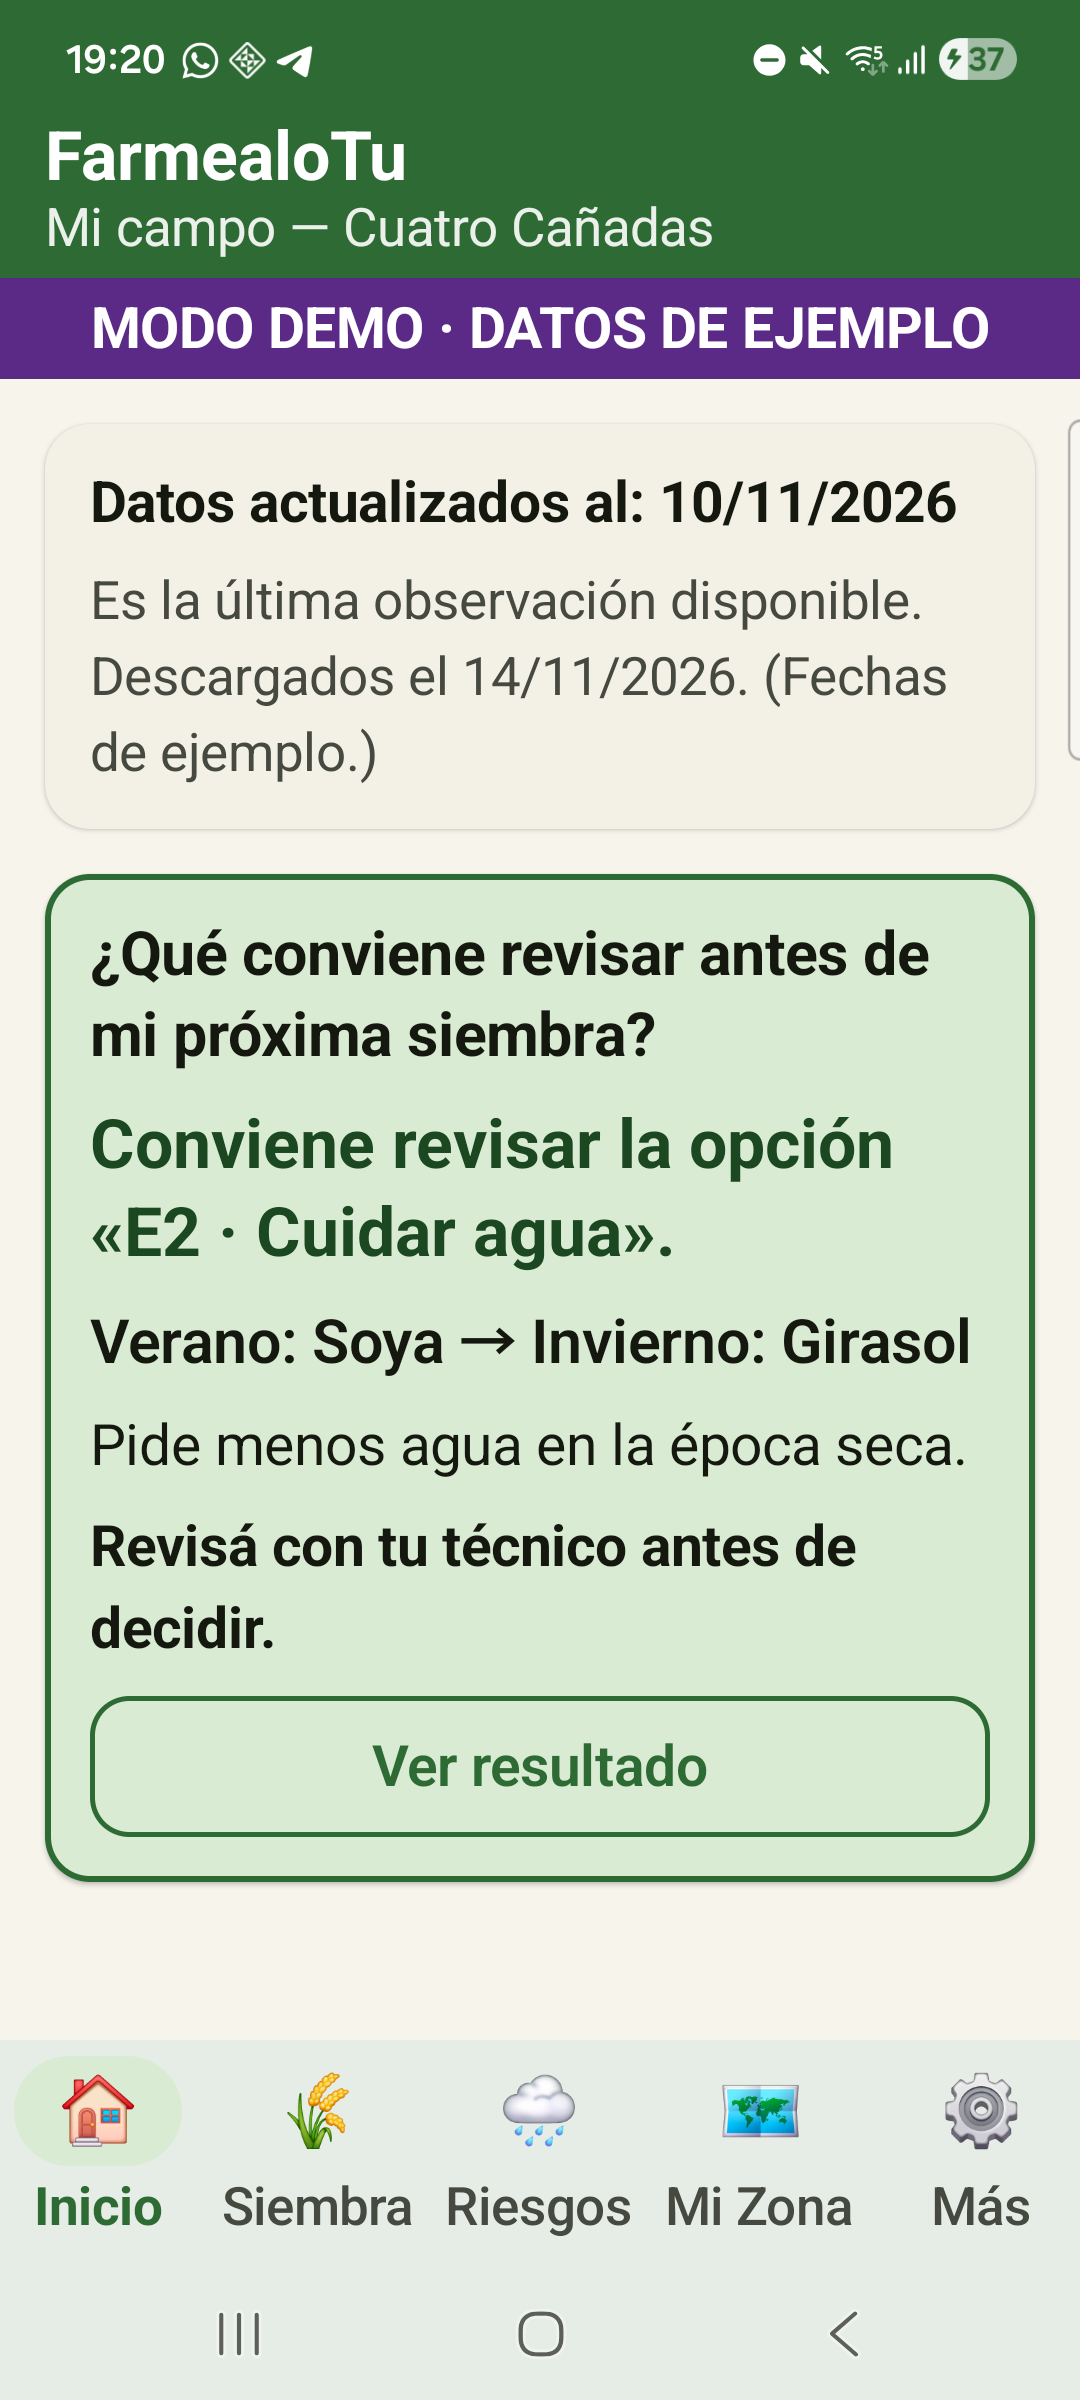 19:20
5
37
FarmealoTu
Mi campo — Cuatro Cañadas
MODO DEMO · DATOS DE EJEMPLO
Datos actualizados al: 10/11/2026
Es la última observación disponible.
Descargados el 14/11/2026. (Fechas
de ejemplo.)
¿Qué conviene revisar antes de
mi próxima siembra?
Conviene revisar la opción
«E2 · Cuidar agua».
Verano: Soya → Invierno: Girasol
Pide menos agua en la época seca.
Revisá con tu técnico antes de
decidir.
Ver resultado
Inicio
Siembra
Riesgos
Mi Zona
Más